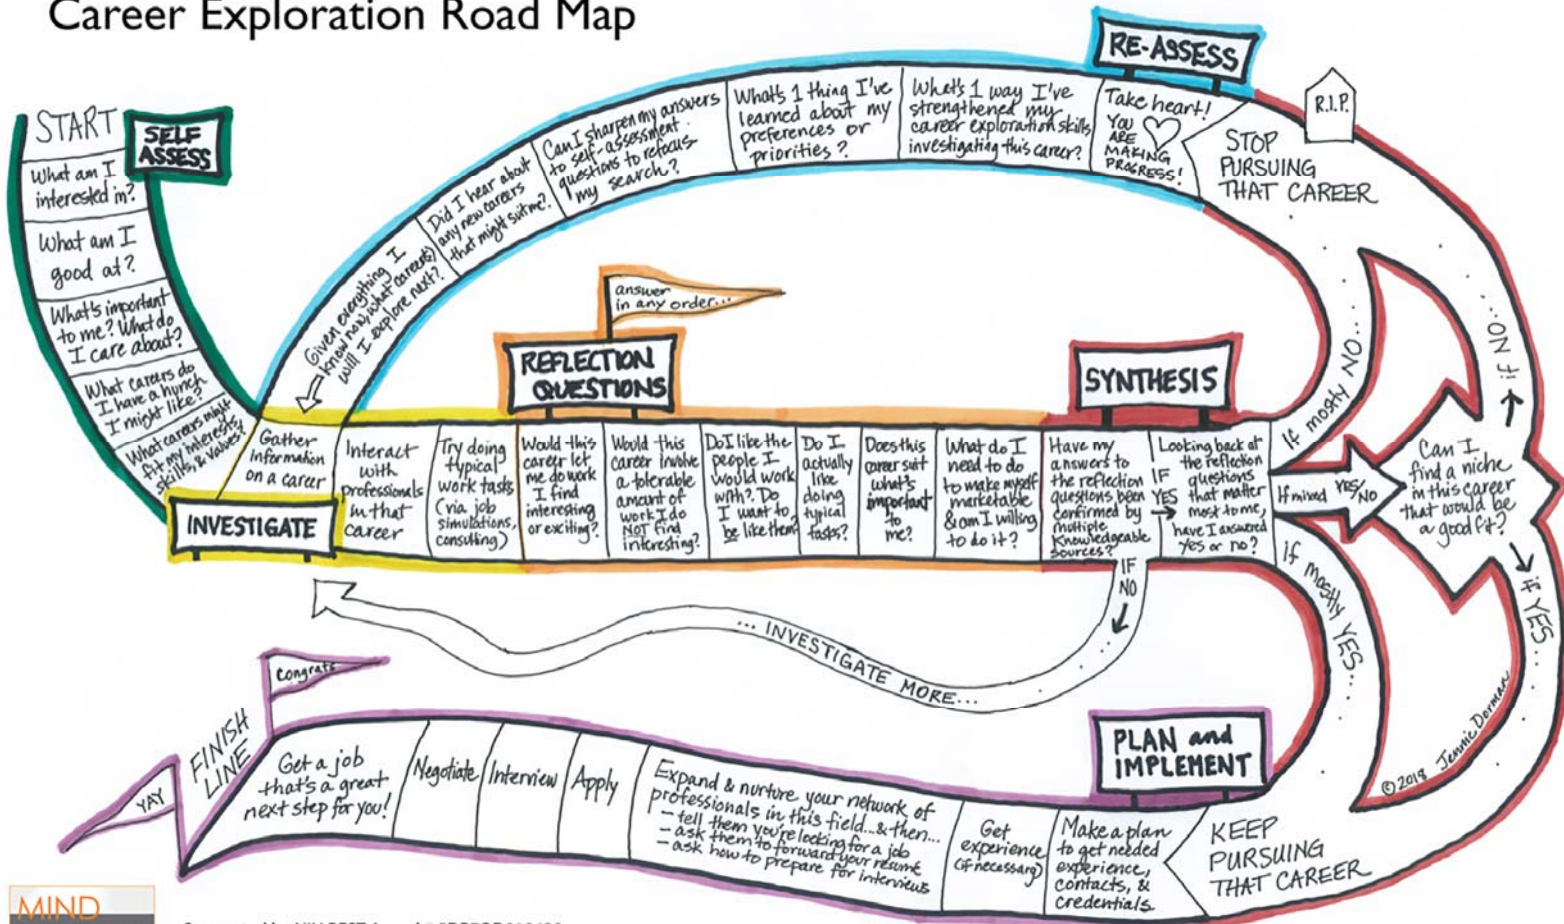 Career Exploration Road Map
START
SELF
ASSESS
What am I
interested in?
What am I
good at?
What's important
to me? What do
I care about?
What careers do
I have a hunch
I might like?
What careers might
fit my interests,
skills, & values?
INVESTIGATE
Gather
Information
on a career
Interact
with
professionals
in that
career
Try doing
typical
work tasks
(via job
simulations,
consulting)
REFLECTION
QUESTIONS
answer
in any order...
Would this
career let
me do work
I find
interesting
or exciting?
Would this
career involve
a tolerable
amount of
work I do
NOT find
interesting?
Do I like the
people I
would work
with? Do
I want to
be like them?
Do I
actually
like
doing
typical
tasks?
Does this
career suit
what's
important
to
me?
What do I
need to do
to make myself
marketable
& am I willing
to do it?
SYNTHESIS
Have my
answers to
the reflection
questions been
confirmed by
multiple
knowledgeable
sources?
IF
YES
→
IF
NO
... INVESTIGATE MORE...
Looking back at
the reflection
questions
that matter
most to me,
have I answered
yes or no?
If mostly NO...
If mixed YES/NO
If mostly YES...
Can I
find a niche
in this career
that would be
a good fit?
IF NO...
if YES...
STOP
PURSUING
THAT CAREER
R.I.P.
RE-ASSESS
Take heart!
YOU
ARE
MAKING
PROGRESS!
What's 1 way I've
strengthened my
career exploration skills
investigating this career?
What's 1 thing I've
learned about my
preferences or
priorities?
Can I sharpen my answers
to self-assessment
questions to refocus
my search?
Did I hear about
any new careers
that might suit me?
Given everything I
know now, what career(s)
will I explore next?
KEEP
PURSUING
THAT CAREER
PLAN and
IMPLEMENT
Make a plan
to get needed
experience,
contacts, &
credentials
Get
experience
(if necessary)
Expand & nurture your network of
professionals in this field...& then...
- tell them you're looking for a job
- ask them to forward your resume
- ask how to prepare for interviews
Apply
Interview
Negotiate
Get a job
that's a great
next step for you!
FINISH
LINE
Congrats
YAY
© 2018 Jennie Dorman
MIND